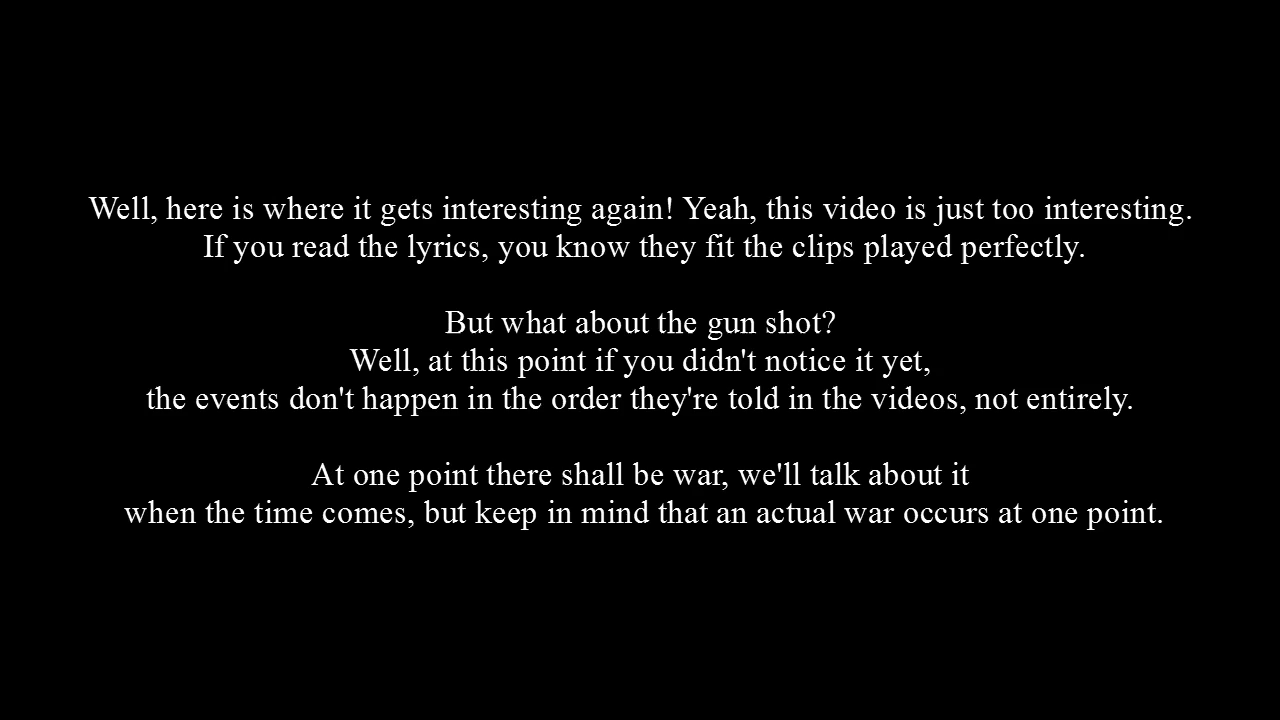 Well, here is where it gets interesting again! Yeah, this video is just too interesting.
If you read the lyrics, you know they fit the clips played perfectly.
But what about the gun shot?
Well, at this point if you didn't notice it yet,
the events don't happen in the order they're told in the videos, not entirely.
At one point there shall be war, we'll talk about it
when the time comes, but keep in mind that an actual war occurs at one point.